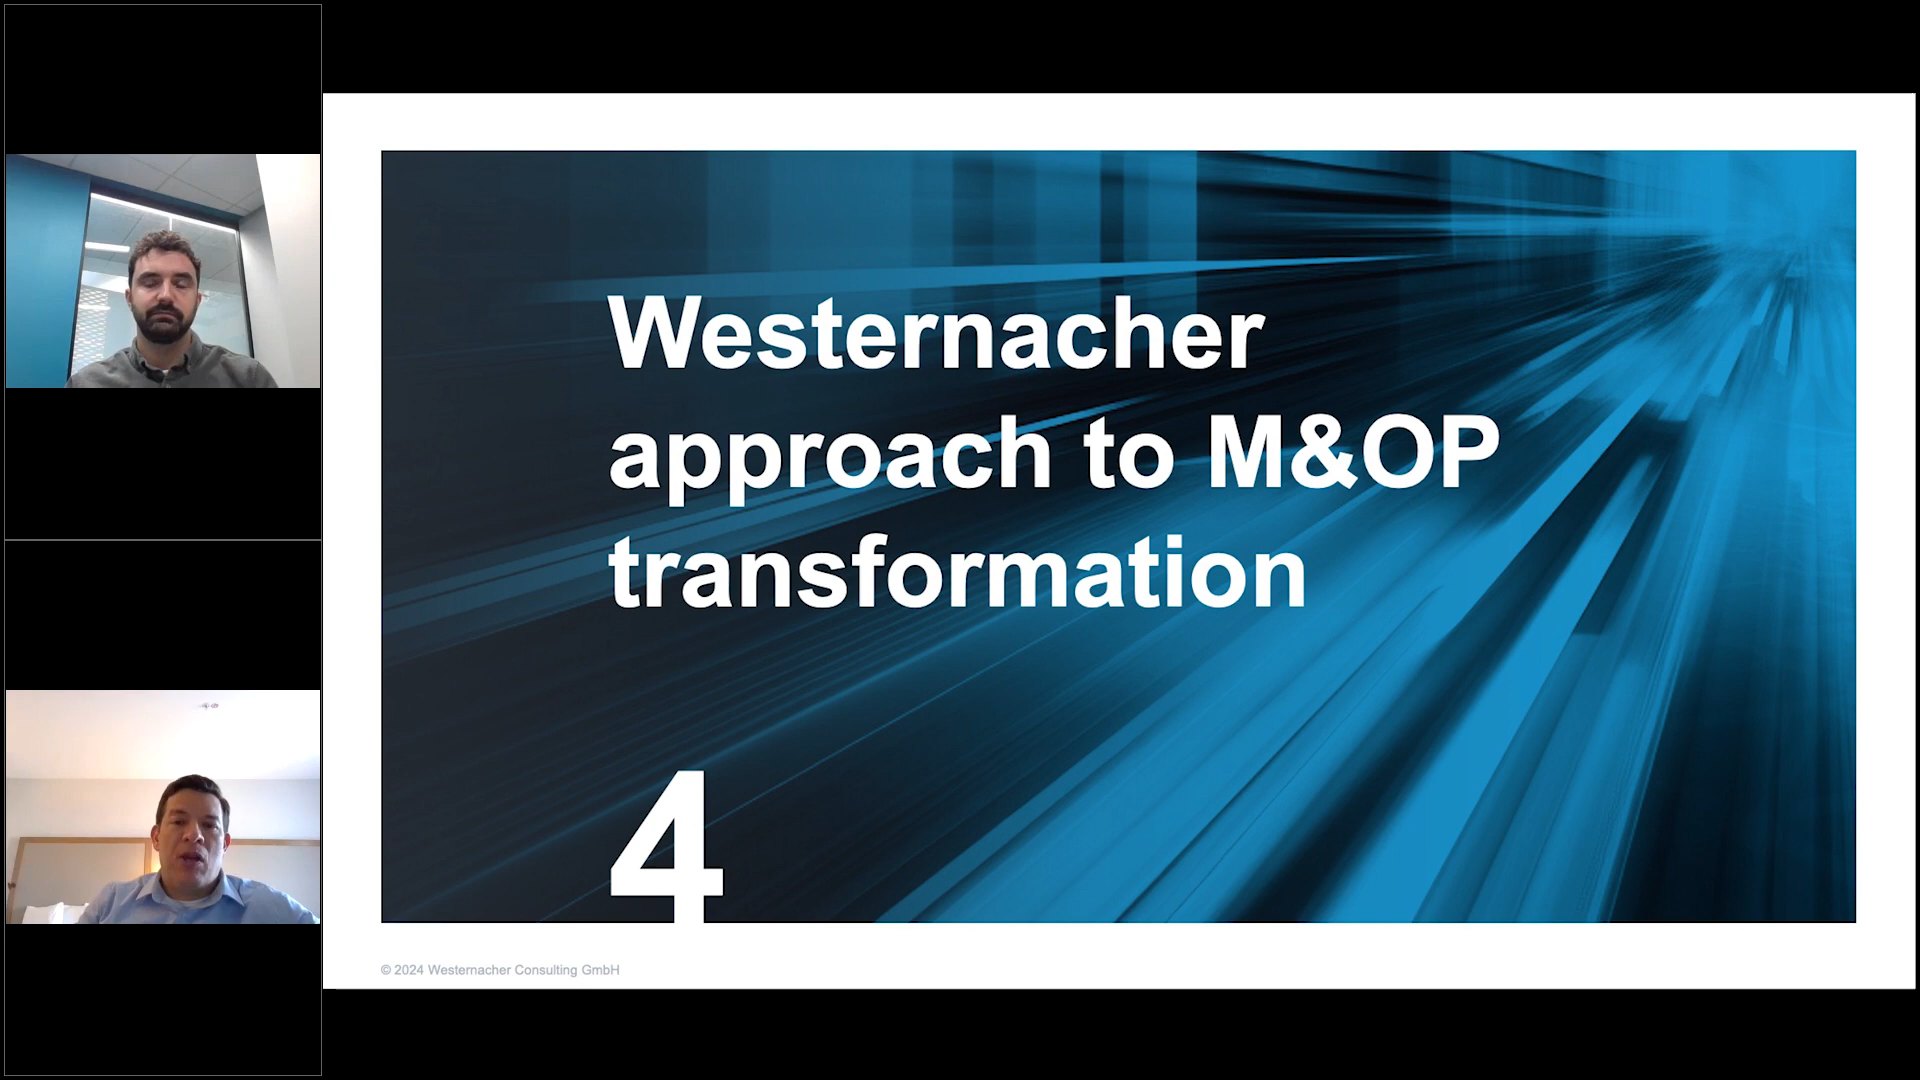 Westernacher
approach to M&OP
transformation
4
© 2024 Westernacher Consulting GmbH